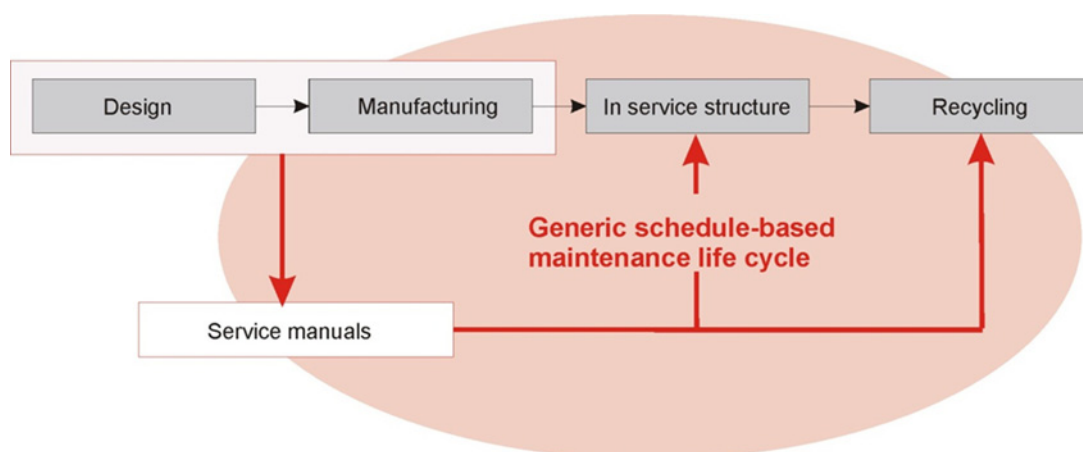 Design
Manufacturing
In service structure
Recycling
Generic schedule-based
maintenance life cycle
Service manuals